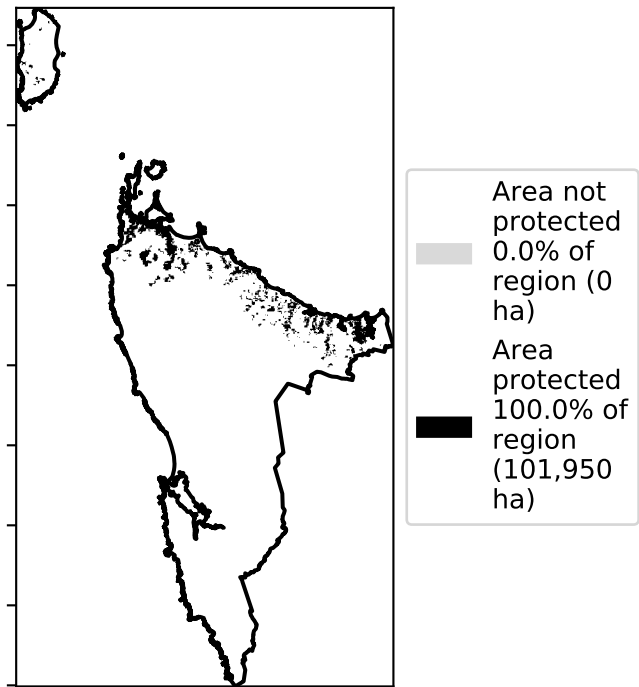 Area not
protected
0.0% of
region (0
ha)
Area
protected
100.0% of
region
(101,950
ha)